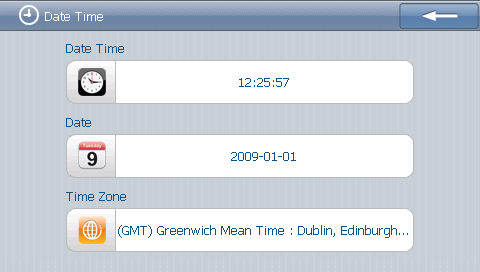 Date Time
Date Time
12:25:57
Date
Tuesday
9
2009-01-01
Time Zone
(GMT) Greenwich Mean Time : Dublin, Edinburgh...